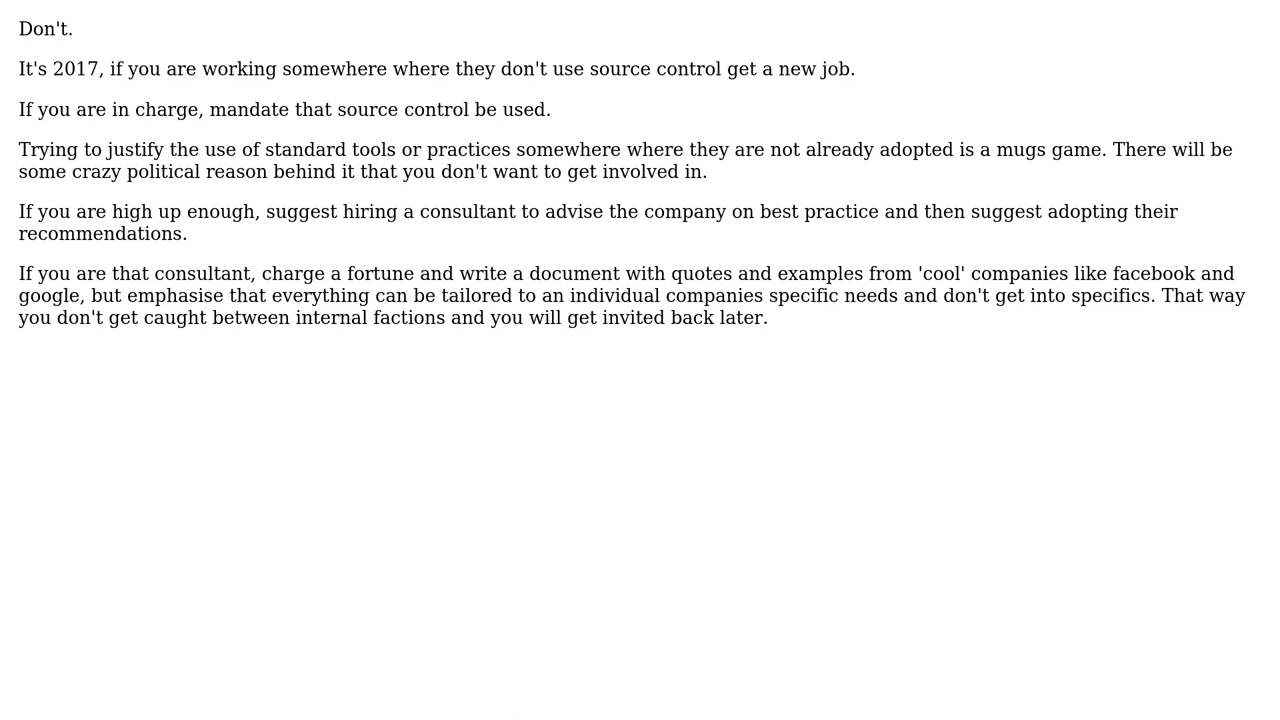 Don't.
It's 2017, if you are working somewhere where they don't use source control get a new job.
If you are in charge, mandate that source control be used.
Trying to justify the use of standard tools or practices somewhere where they are not already adopted is a mugs game. There will be
some crazy political reason behind it that you don't want to get involved in.
If you are high up enough, suggest hiring a consultant to advise the company on best practice and then suggest adopting their
recommendations.
If you are that consultant, charge a fortune and write a document with quotes and examples from 'cool' companies like facebook and
google, but emphasise that everything can be tailored to an individual companies specific needs and don't get into specifics. That way
you don't get caught between internal factions and you will get invited back later.